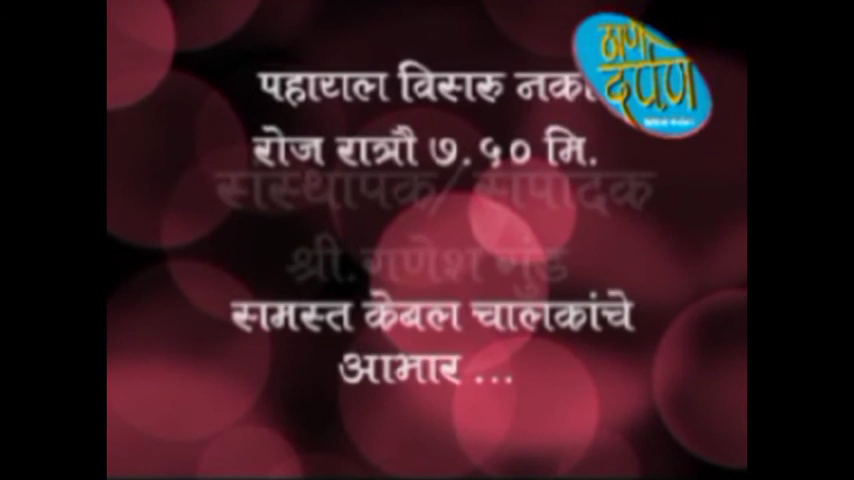 ठाणे
दर्पण
पहायला विसरु नका
रोज रात्रौ ७.५० मि.
संस्थापक/ संपादक
श्री.गणेश गुंड
समस्त केबल चालकांचे
आभार ...